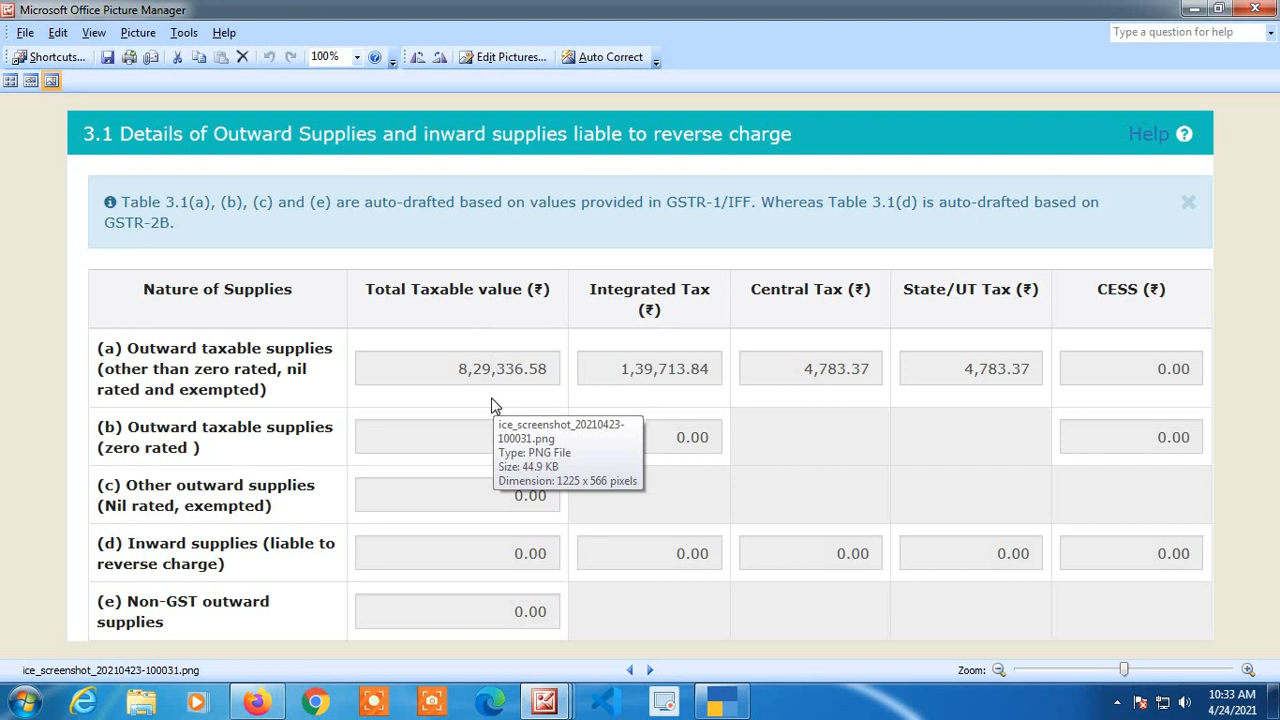 Microsoft Office Picture Manager
File Edit View Picture Tools Help
Type a question for help
Shortcuts... 100% Edit Pictures... Auto Correct
3.1 Details of Outward Supplies and inward supplies liable to reverse charge
Help
Table 3.1(a), (b), (c) and (e) are auto-drafted based on values provided in GSTR-1/IFF. Whereas Table 3.1(d) is auto-drafted based on
GSTR-2B.
Nature of Supplies Total Taxable value (₹) Integrated Tax (₹) Central Tax (₹) State/UT Tax (₹) CESS (₹)
(a) Outward taxable supplies
(other than zero rated, nil
rated and exempted)
8,29,336.58 1,39,713.84 4,783.37 4,783.37 0.00
(b) Outward taxable supplies
(zero rated )
0.00 0.00
ice_screenshot_20210423-
100031.png
Type: PNG File
Size: 44.9 KB
Dimension: 1225 x 566 pixels
(c) Other outward supplies
(Nil rated, exempted)
0.00
(d) Inward supplies (liable to
reverse charge)
0.00 0.00 0.00 0.00 0.00
(e) Non-GST outward
supplies
0.00
ice_screenshot_20210423-100031.png
Zoom:
10:33 AM
4/24/2021